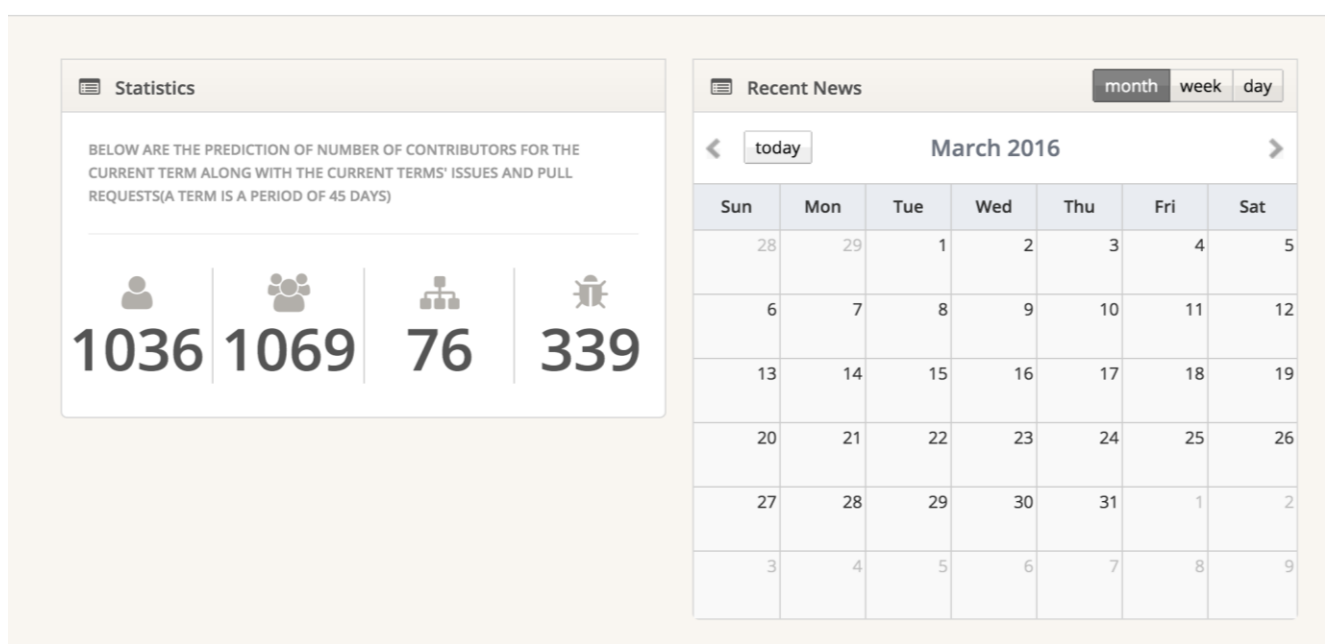 Statistics
BELOW ARE THE PREDICTION OF NUMBER OF CONTRIBUTORS FOR THE
CURRENT TERM ALONG WITH THE CURRENT TERMS' ISSUES AND PULL
REQUESTS(A TERM IS A PERIOD OF 45 DAYS)
1036 1069 76 339
Recent News month week day
today March 2016
Sun Mon Tue Wed Thu Fri Sat
28 29 1 2 3 4 5
6 7 8 9 10 11 12
13 14 15 16 17 18 19
20 21 22 23 24 25 26
27 28 29 30 31 1 2
3 4 5 6 7 8 9